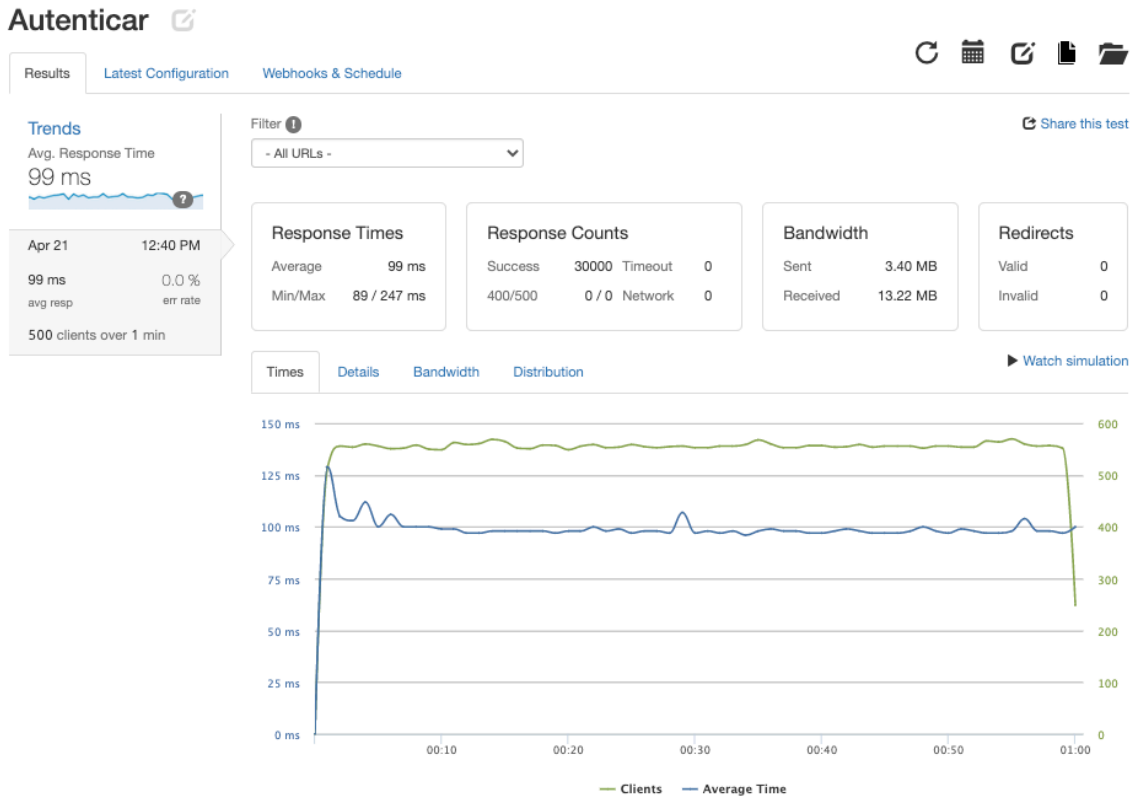 Autenticar
Results Latest Configuration Webhooks & Schedule
Trends
Avg. Response Time
99 ms
?
Apr 21 12:40 PM
99 ms 0.0 %
avg resp err rate
500 clients over 1 min
Filter !
- All URLs -
Share this test
Response Times
Average 99 ms
Min/Max 89 / 247 ms
Response Counts
Success 30000 Timeout 0
400/500 0 / 0 Network 0
Bandwidth
Sent 3.40 MB
Received 13.22 MB
Redirects
Valid 0
Invalid 0
Times Details Bandwidth Distribution
Watch simulation
150 ms 600
125 ms 500
100 ms 400
75 ms 300
50 ms 200
25 ms 100
0 ms 0
00:10 00:20 00:30 00:40 00:50 01:00
Clients Average Time